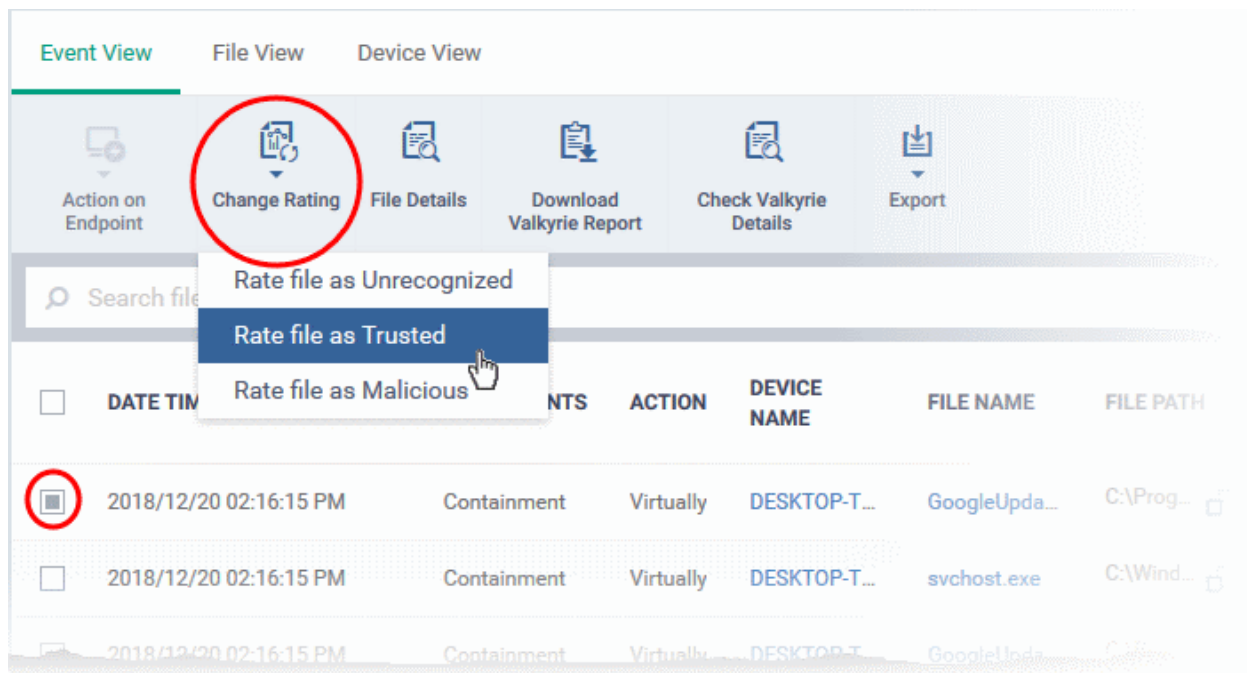 Event View File View Device View
Action on Change Rating File Details Download Check Valkyrie Export
Endpoint Valkyrie Report Details
Rate file as Unrecognized
Search file
Rate file as Trusted
Rate file as Malicious
DEVICE
DATE TIM NTS ACTION FILE NAME FILE PATH
NAME
2018/12/20 02:16:15 PM Containment Virtually DESKTOP-T... GoogleUpda... C:\Prog...
2018/12/20 02:16:15 PM Containment Virtually DESKTOP-T... svchost.exe C:\Wind...
2018/12/20 02:16:15 PM Containment Virtually DESKTOP-T GoogleUpda